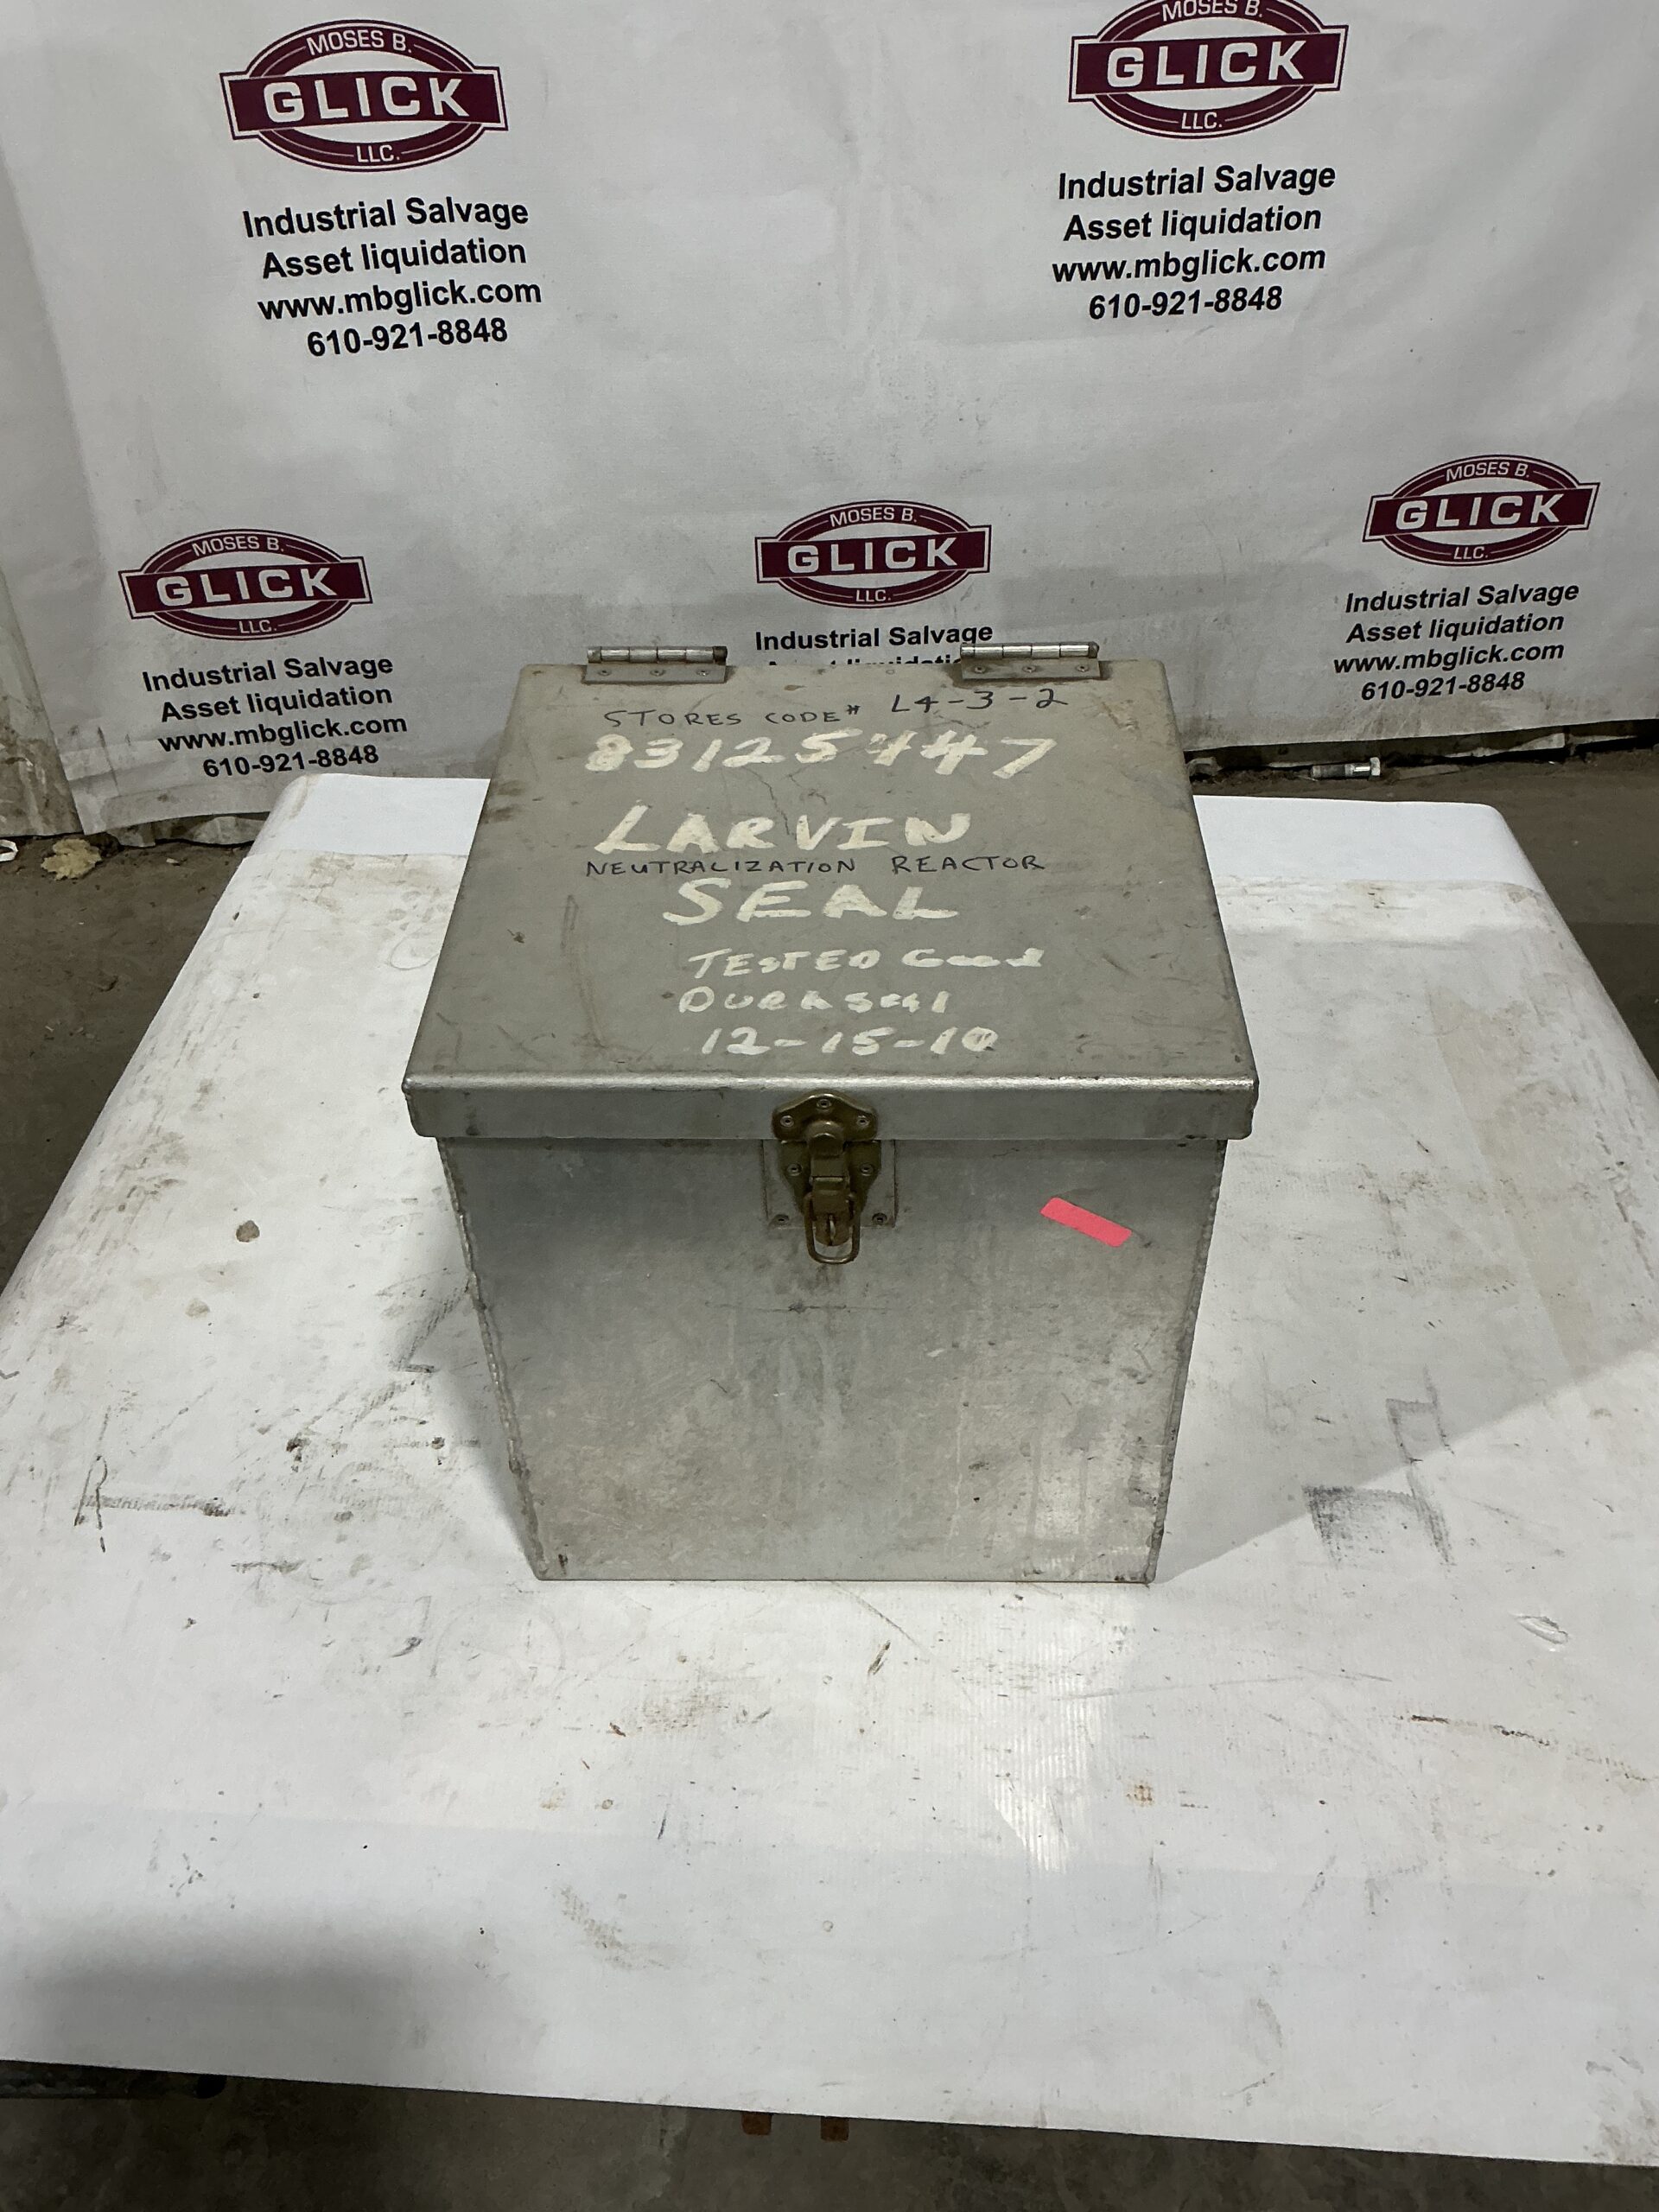 MOSES B.
GLICK
LLC.
Industrial Salvage
Asset liquidation
www.mbglick.com
610-921-8848
MOSES B.
GLICK
LLC.
Industrial Salvage
Asset liquidation
www.mbglick.com
610-921-8848
MOSES B.
GLICK
LLC.
Industrial Salvage
Asset liquidation
www.mbglick.com
610-921-8848
MOSES B.
GLICK
LLC.
Industrial Salvage
MOSES B.
GLICK
LLC.
Industrial Salvage
Asset liquidation
www.mbglick.com
610-921-8848
STORES CODE# L4-3-2
83125447
LARVIN
NEUTRALIZATION REACTOR
SEAL
TESTED Good
DURASeal
12-15-10